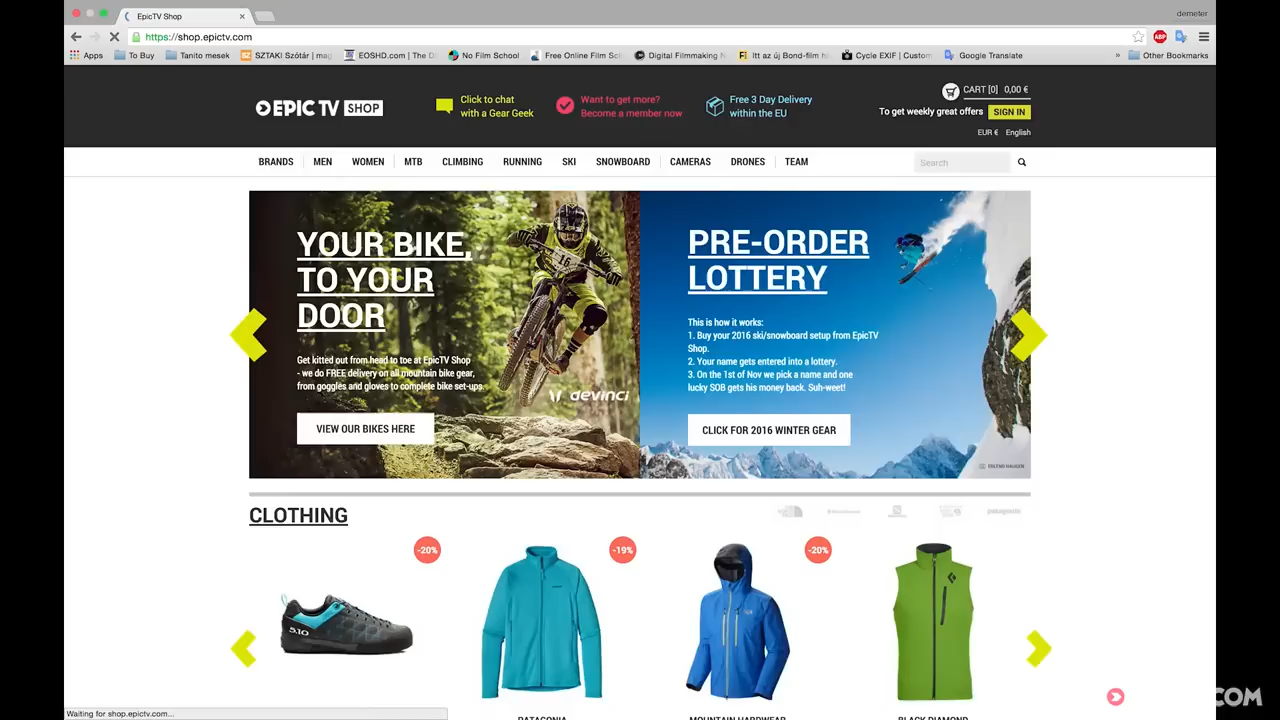 EpicTV Shop
demeter
https://shop.epictv.com
Apps
To Buy
Tanito mesek
SZTAKI Szótár | mag
EOSHD.com | The D
No Film School
Free Online Film Sc
Digital Filmmaking N
Itt az új Bond-film h
Cycle EXIF | Custom
Google Translate
»
Other Bookmarks
EPIC TV SHOP
Click to chat
with a Gear Geek
Want to get more?
Become a member now
Free 3 Day Delivery
within the EU
CART [0] 0,00 €
To get weekly great offers SIGN IN
EUR € English
BRANDS MEN WOMEN MTB CLIMBING RUNNING SKI SNOWBOARD CAMERAS DRONES TEAM
Search
YOUR BIKE,
TO YOUR
DOOR
Get kitted out from head to toe at EpicTV Shop
- we do FREE delivery on all mountain bike gear,
from goggles and gloves to complete bike set-ups.
VIEW OUR BIKES HERE
16
devinci
PRE-ORDER
LOTTERY
This is how it works:
1. Buy your 2016 ski/snowboard setup from EpicTV
Shop.
2. Your name gets entered into a lottery.
3. On the 1st of Nov we pick a name and one
lucky SOB gets his money back. Suh-weet!
CLICK FOR 2016 WINTER GEAR
CLOTHING
patagonia
-20%
-19%
-20%
5.10
PATAGONIA
MOUNTAIN HARDWEAR
BLACK DIAMOND
Waiting for shop.epictv.com...
.COM